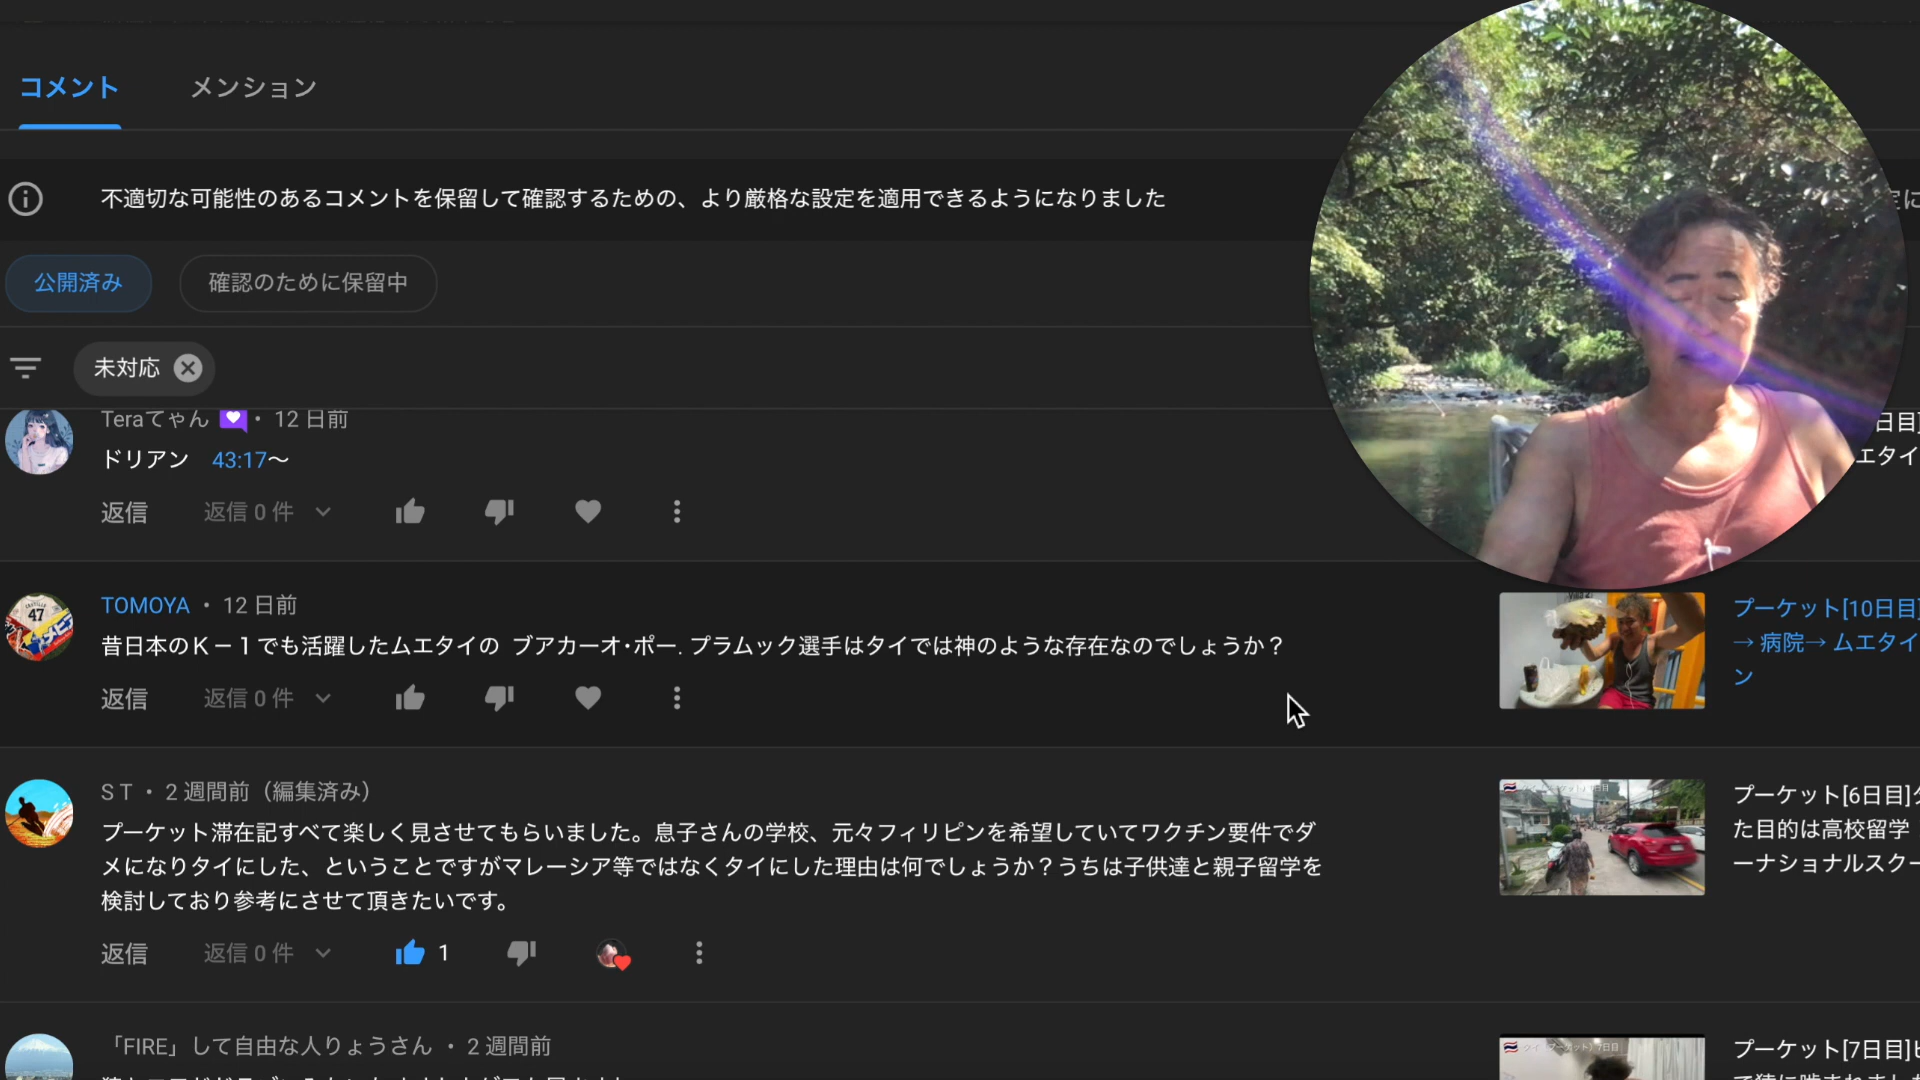 コメント メンション
不適切な可能性のあるコメントを保留して確認するための、より厳格な設定を適用できるようになりました
公開済み 確認のために保留中
未対応
Teraてゃん ・ 12 日前
ドリアン 43:17〜
日目]
エタイ
返信 返信 0 件
TOMOYA ・ 12 日前
昔日本のK－１でも活躍したムエタイの ブアカーオ･ポー. プラムック選手はタイでは神のような存在なのでしょうか？
返信 返信 0 件
プーケット[10日目]
→ 病院→ ムエタイ
ン
S T ・ 2 週間前（編集済み）
プーケット滞在記すべて楽しく見させてもらいました。息子さんの学校、元々フィリピンを希望していてワクチン要件でダ
メになりタイにした、ということですがマレーシア等ではなくタイにした理由は何でしょうか？うちは子供達と親子留学を
検討しており参考にさせて頂きたいです。
返信 返信 0 件 1
プーケット[6日目]
た目的は高校留学
ーナショナルスクー
「FIRE」して自由な人りょうさん ・ 2 週間前
プーケット[7日目]